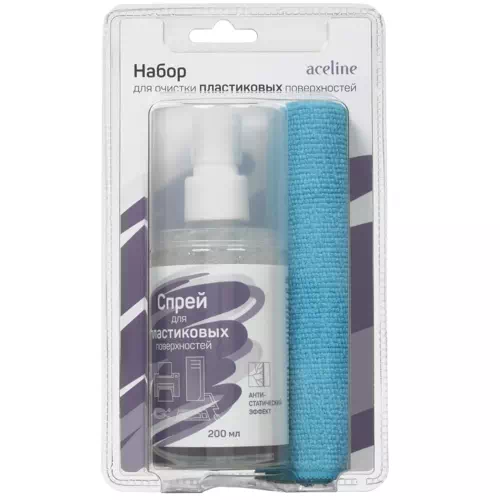 Набор
для очистки пластиковых поверхностей
aceline
Спрей
для
пластиковых
поверхностей
АНТИ-
СТАТИЧЕСКИЙ
ЭФФЕКТ
200 мл